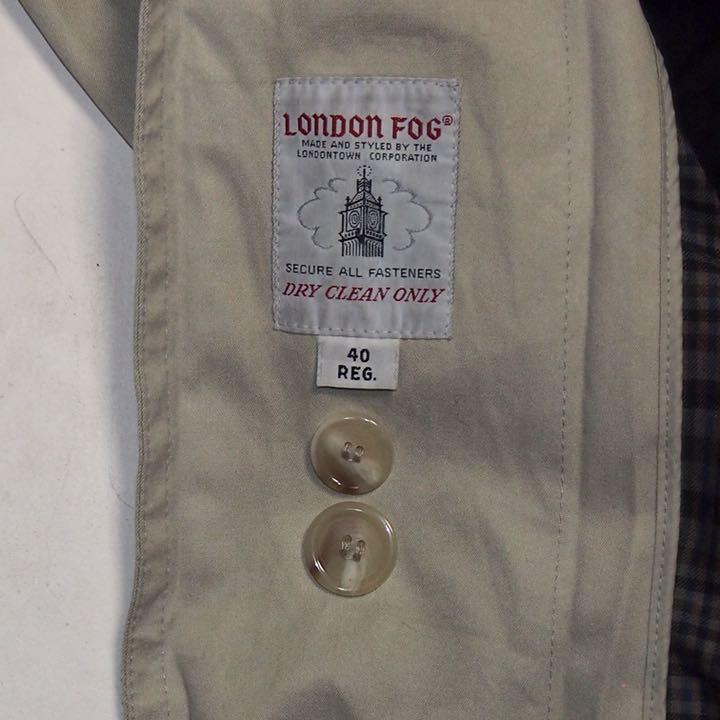 LONDON FOG®
MADE AND STYLED BY THE
LONDONTOWN CORPORATION
SECURE ALL FASTENERS
DRY CLEAN ONLY
40
REG.